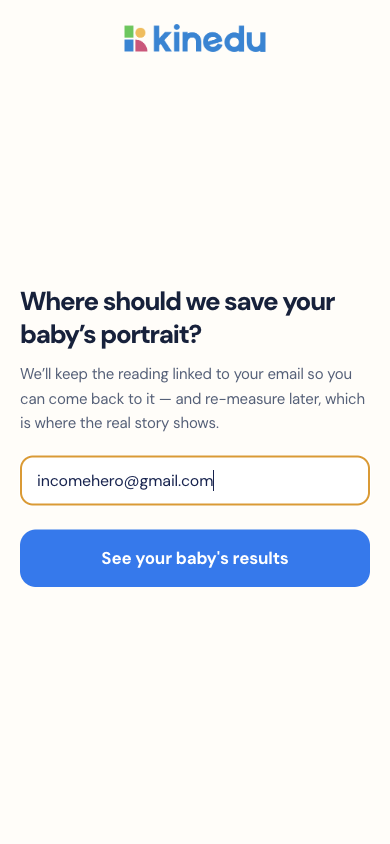 kinedu
Where should we save your
baby’s portrait?
We’ll keep the reading linked to your email so you
can come back to it — and re-measure later, which
is where the real story shows.
incomehero@gmail.com
See your baby's results